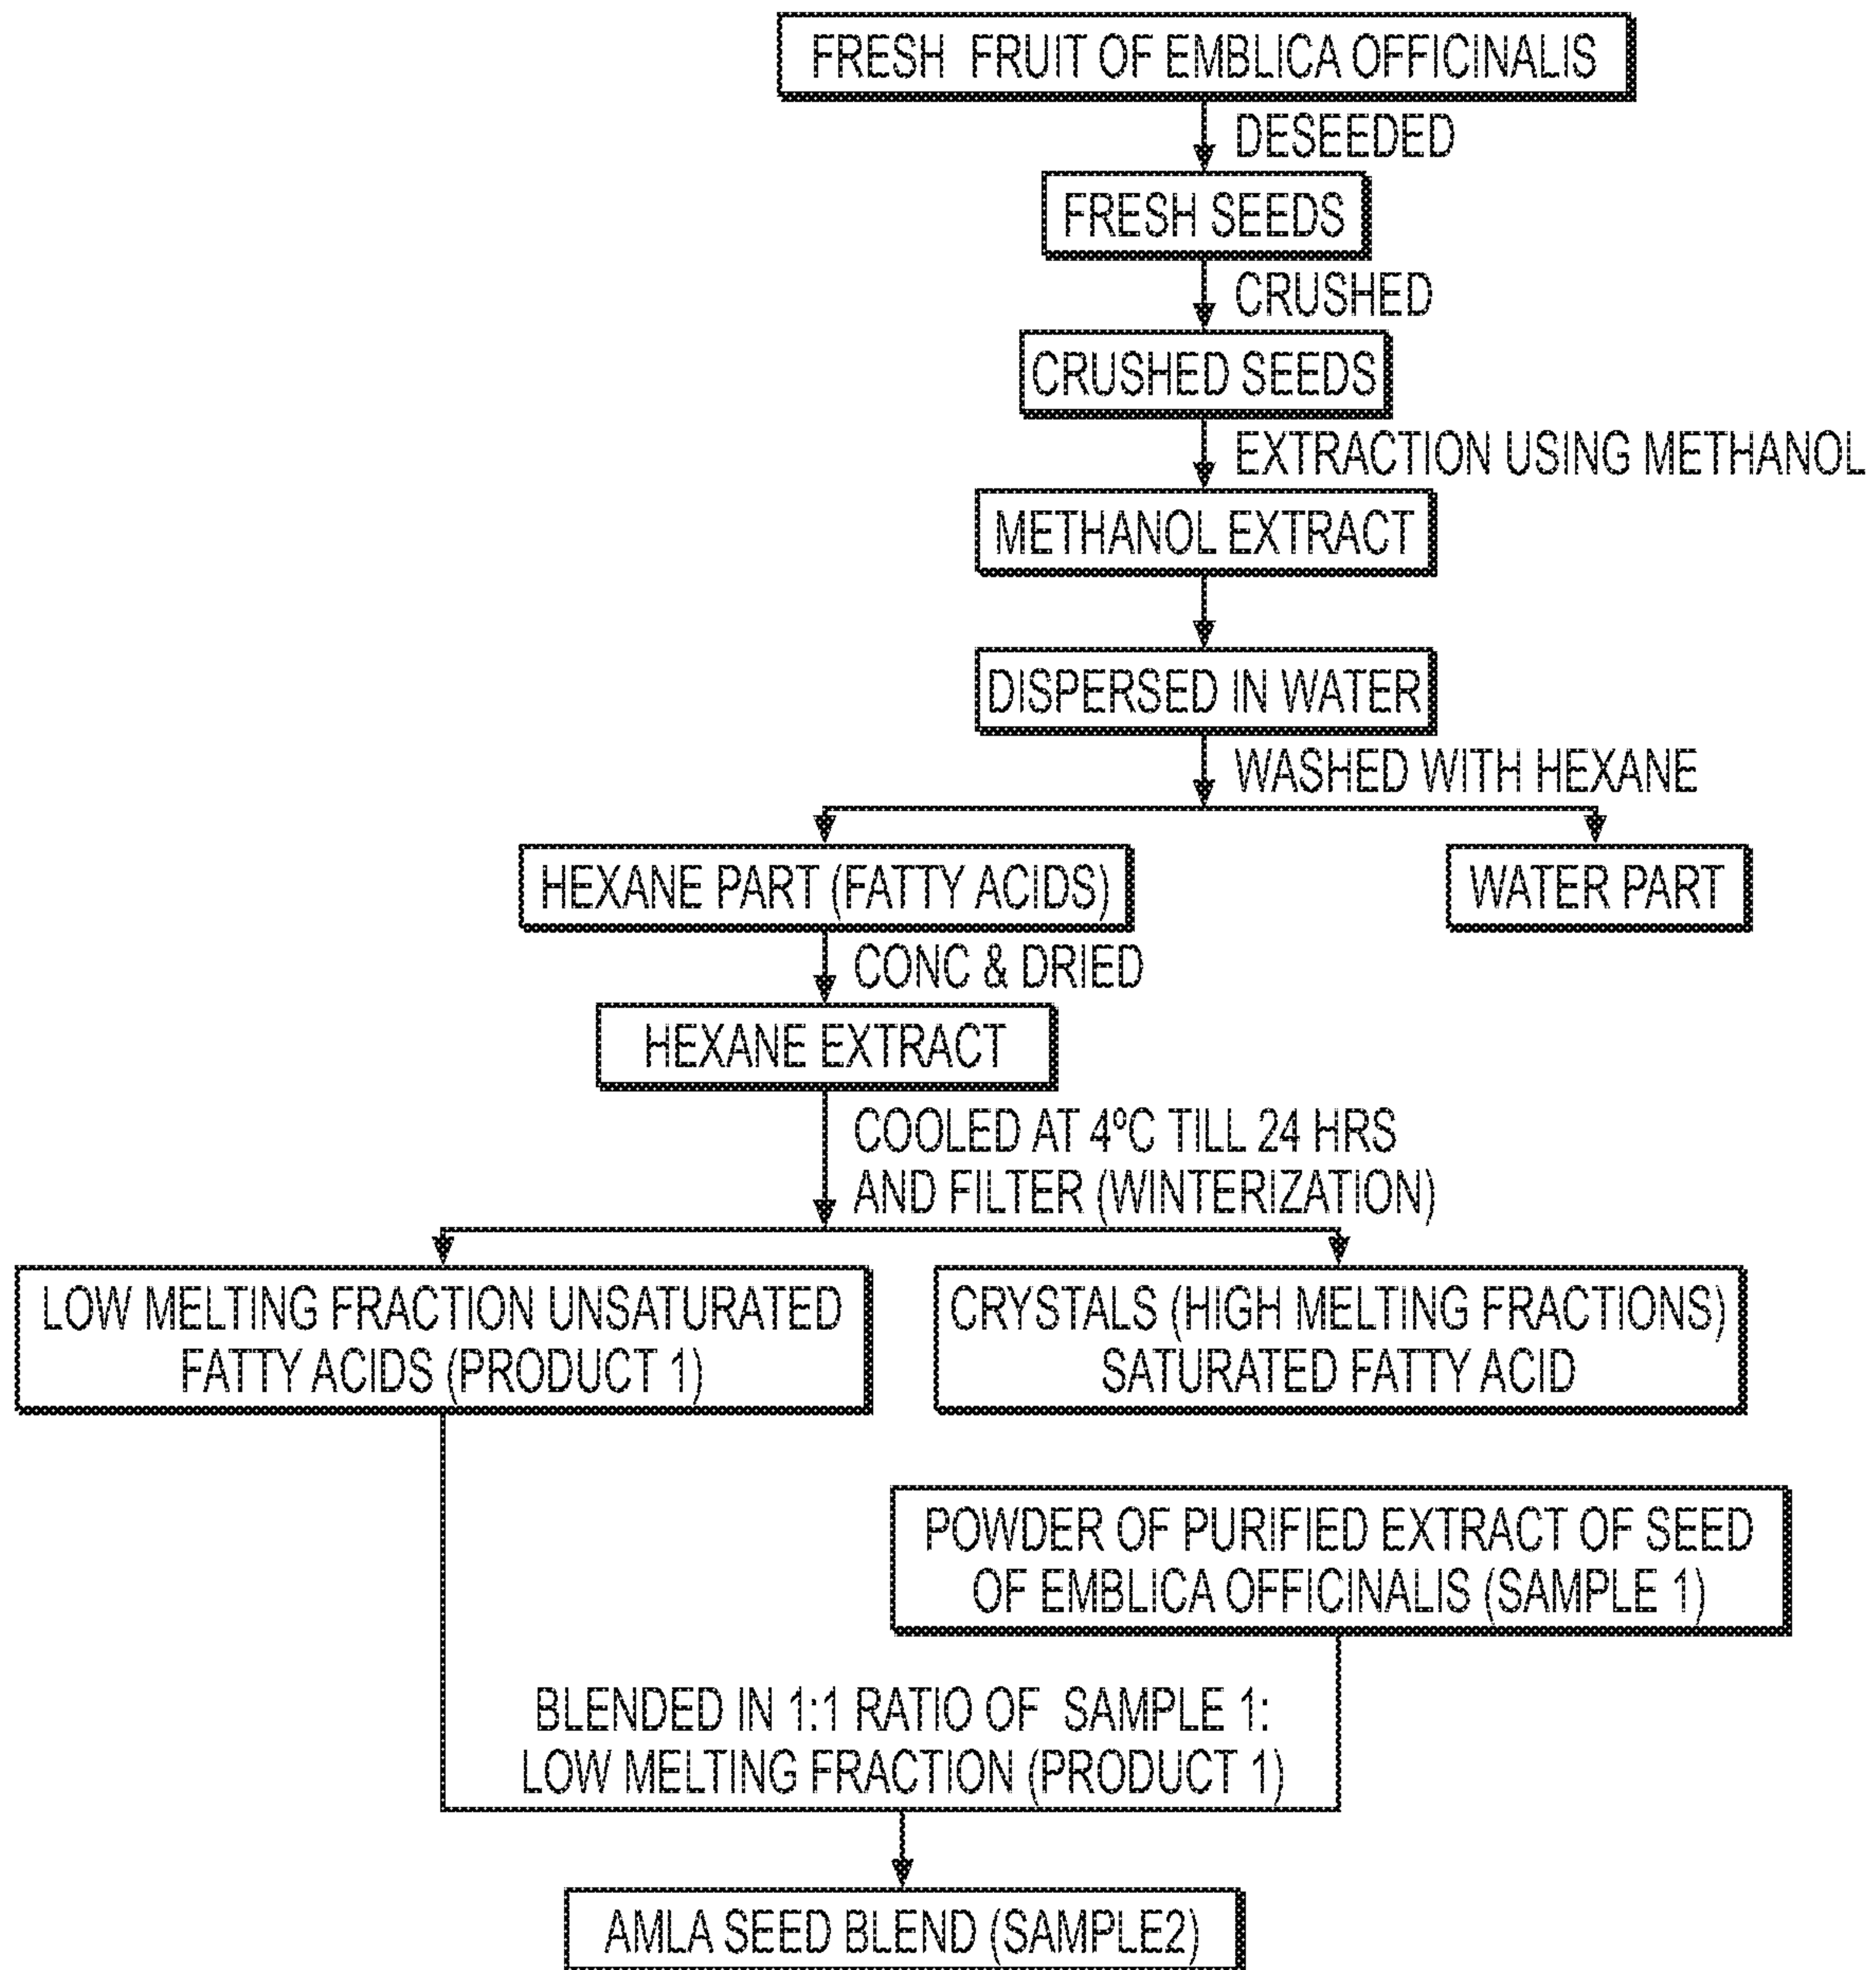 FRESH FRUIT OF EMBLICA OFFICINALIS
DESEEDED
FRESH SEEDS
CRUSHED
CRUSHED SEEDS
EXTRACTION USING METHANOL
METHANOL EXTRACT
DISPERSED IN WATER
WASHED WITH HEXANE
HEXANE PART (FATTY ACIDS)
WATER PART
CONC & DRIED
HEXANE EXTRACT
COOLED AT 4ºC TILL 24 HRS
AND FILTER (WINTERIZATION)
LOW MELTING FRACTION UNSATURATED
FATTY ACIDS (PRODUCT 1)
CRYSTALS (HIGH MELTING FRACTIONS)
SATURATED FATTY ACID
POWDER OF PURIFIED EXTRACT OF SEED
OF EMBLICA OFFICINALIS (SAMPLE 1)
BLENDED IN 1:1 RATIO OF SAMPLE 1:
LOW MELTING FRACTION (PRODUCT 1)
AMLA SEED BLEND (SAMPLE2)